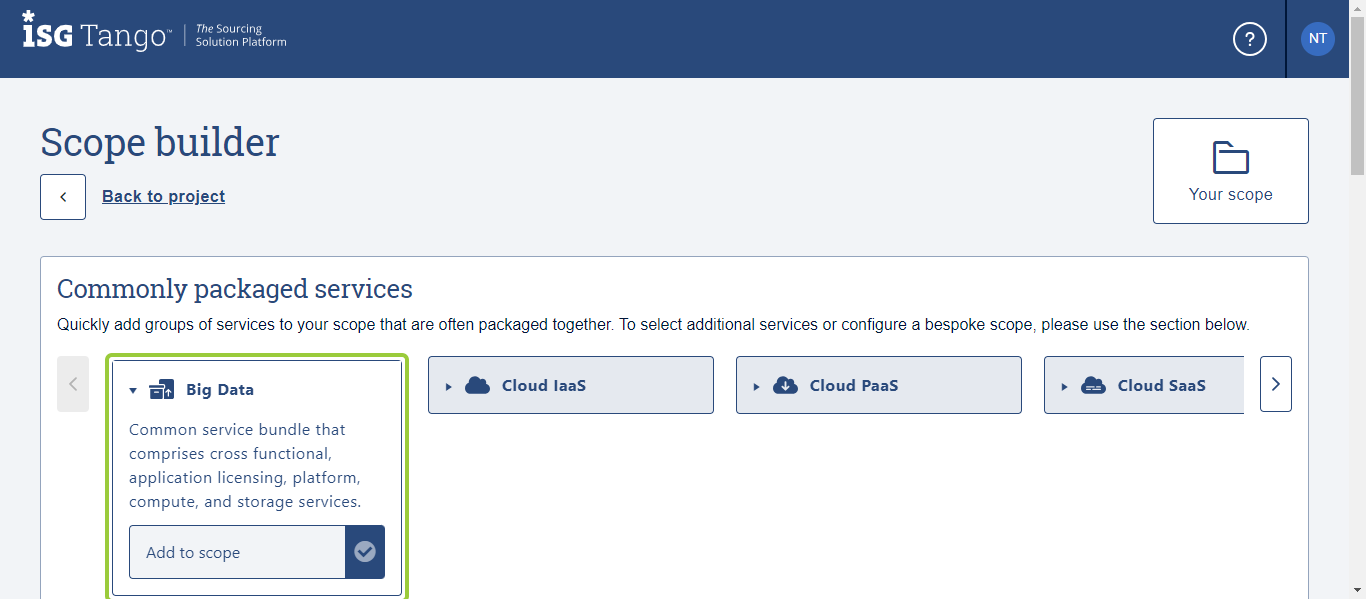 *isG Tango™ The Sourcing
Solution Platform
?
NT
Scope builder
Back to project
Your scope
Commonly packaged services
Quickly add groups of services to your scope that are often packaged together. To select additional services or configure a bespoke scope, please use the section below.
Big Data
Common service bundle that
comprises cross functional,
application licensing, platform,
compute, and storage services.
Add to scope
Cloud IaaS
Cloud PaaS
Cloud SaaS